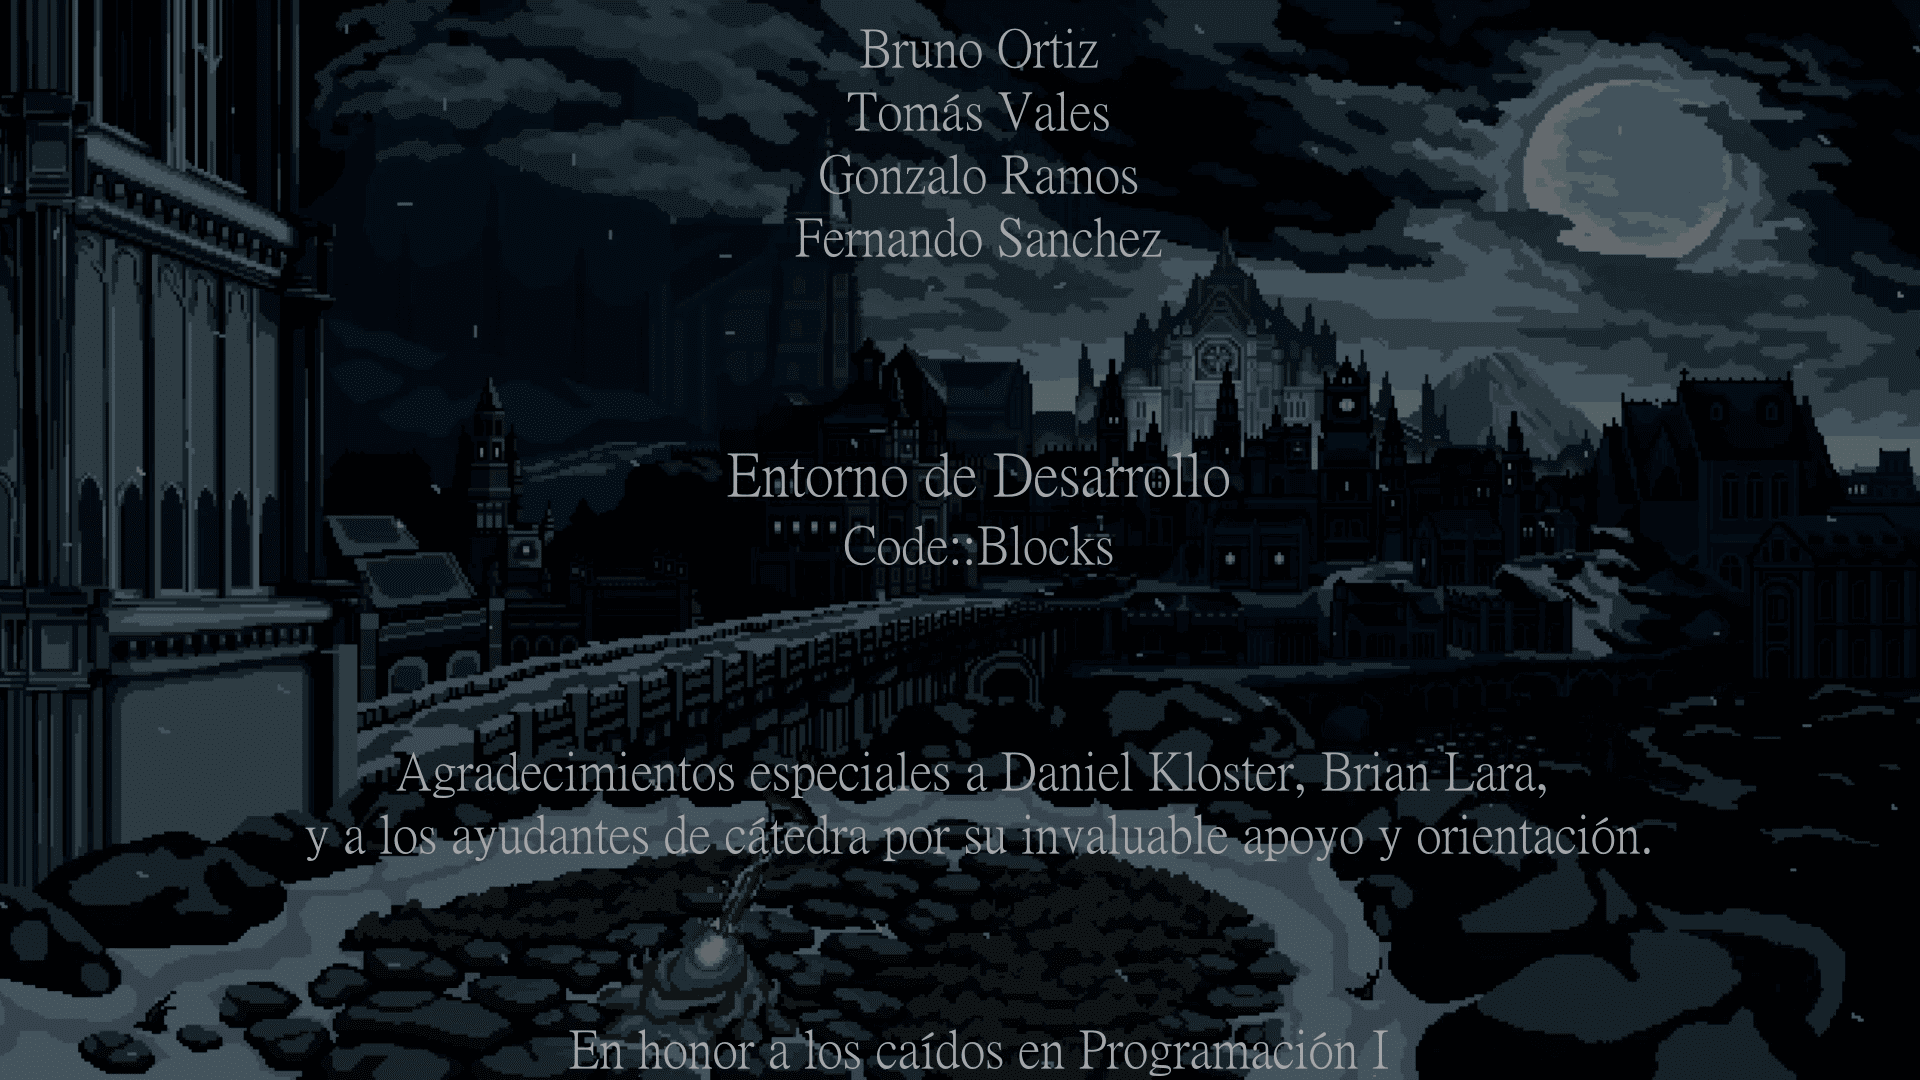 Bruno Ortiz
Tomás Vales
Gonzalo Ramos
Fernando Sanchez
Entorno de Desarrollo
Code::Blocks
Agradecimientos especiales a Daniel Kloster, Brian Lara,
y a los ayudantes de cátedra por su invaluable apoyo y orientación.
En honor a los caídos en Programación I